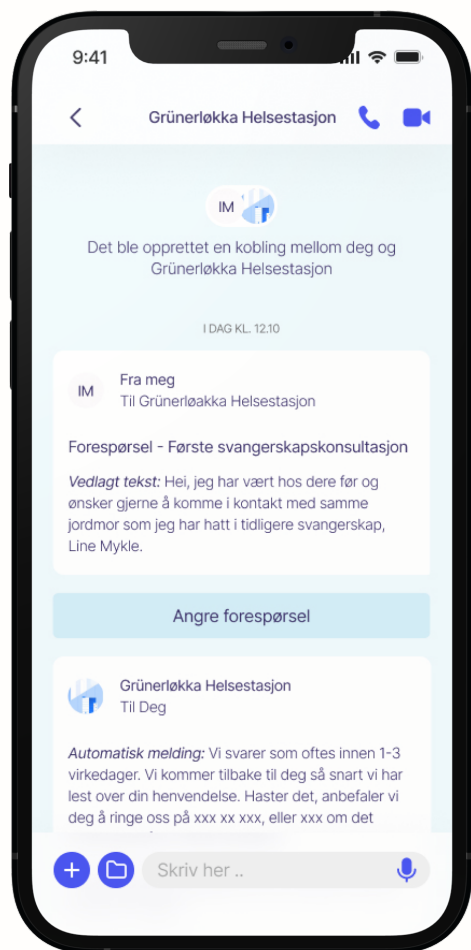 9:41
Grünerløkka Helsestasjon
IM
Det ble opprettet en kobling mellom deg og
Grünerløkka Helsestasjon
I DAG KL. 12.10
IM
Fra meg
Til Grünerløakka Helsestasjon
Forespørsel - Første svangerskapskonsultasjon
Vedlagt tekst: Hei, jeg har vært hos dere før og
ønsker gjerne å komme i kontakt med samme
jordmor som jeg har hatt i tidligere svangerskap,
Line Mykle.
Angre forespørsel
Grünerløkka Helsestasjon
Til Deg
Automatisk melding: Vi svarer som oftes innen 1-3
virkedager. Vi kommer tilbake til deg så snart vi har
lest over din henvendelse. Haster det, anbefaler vi
deg å ringe oss på xxx xx xxx, eller xxx om det
Skriv her ..